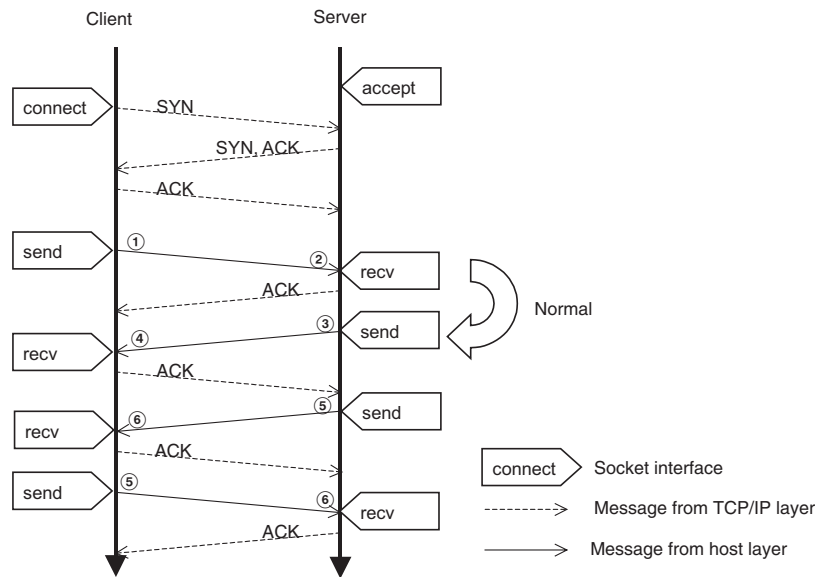 Client Server
accept
connect SYN
SYN, ACK
ACK
send ① ② recv
ACK
Normal
③ send
recv ④
ACK
⑤ send
recv ⑥
ACK
send ⑤ ⑥ recv
ACK
connect Socket interface
Message from TCP/IP layer
Message from host layer